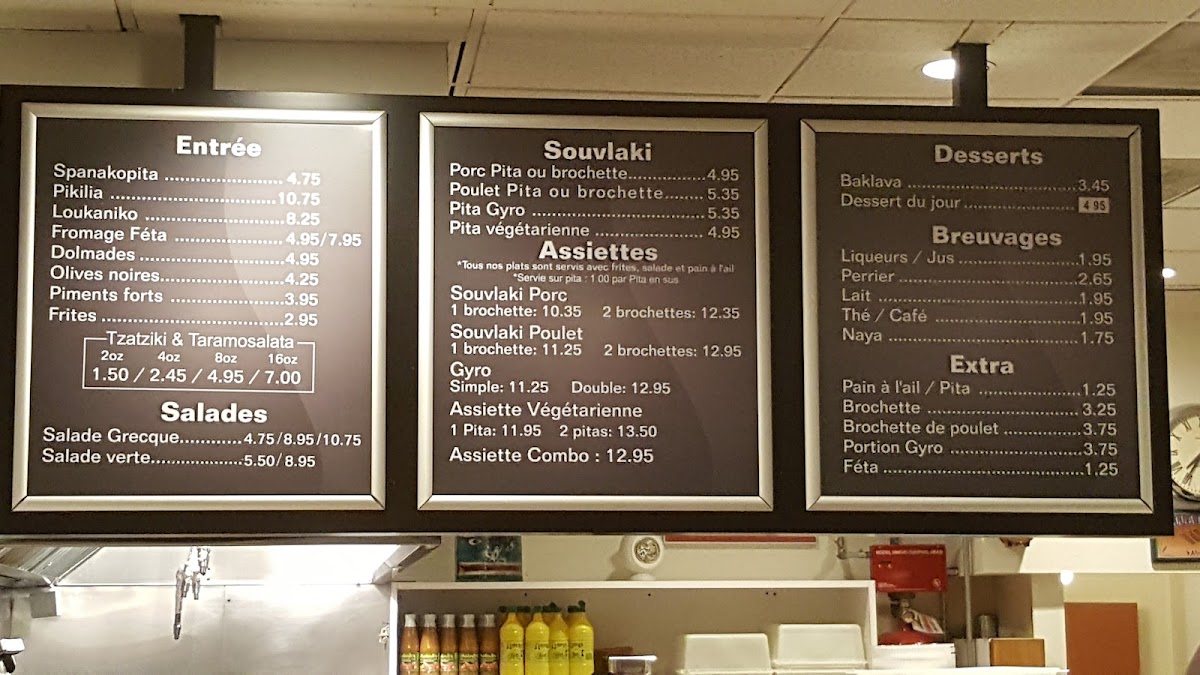 Entrée
Spanakopita ........................ 4.75
Pikilia ...................................10.75
Loukaniko ............................ 8.25
Fromage Féta ...................... 4.95/7.95
Dolmades..............................4.95
Olives noires.........................4.25
Piments forts .......................3.95
Frites .....................................2.95
Tzatziki & Taramosalata
2oz 4oz 8oz 16oz
1.50 / 2.45 / 4.95 / 7.00
Salades
Salade Grecque............4.75/8.95/10.75
Salade verte..................5.50/8.95
Souvlaki
Porc Pita ou brochette................4.95
Poulet Pita ou brochette........ 5.35
Pita Gyro ................................... 5.35
Pita végétarienne ...................... 4.95
Assiettes
*Tous nos plats sont servis avec frites, salade et pain à l'ail
*Servie sur pita : 1.00 par Pita en sus
Souvlaki Porc
1 brochette: 10.35 2 brochettes: 12.35
Souvlaki Poulet
1 brochette: 11.25 2 brochettes: 12.95
Gyro
Simple: 11.25 Double: 12.95
Assiette Végétarienne
1 Pita: 11.95 2 pitas: 13.50
Assiette Combo : 12.95
Desserts
Baklava ...................................3.45
Dessert du jour........................ 4 95
Breuvages
Liqueurs / Jus ........................1.95
Perrier.....................................2.65
Lait .........................................1.95
Thé / Café ..............................1.95
Naya .......................................1.75
Extra
Pain à l'ail / Pita .....................1.25
Brochette ............................... 3.25
Brochette de poulet ...............3.75
Portion Gyro ..........................3.75
Féta ........................................1.25